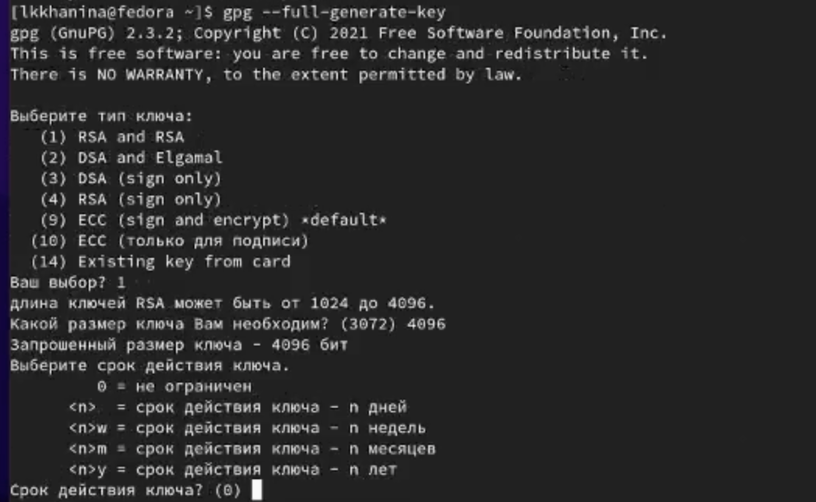 [lkkhanina@fedora ~]$ gpg --full-generate-key
gpg (GnuPG) 2.3.2; Copyright (C) 2021 Free Software Foundation, Inc.
This is free software: you are free to change and redistribute it.
There is NO WARRANTY, to the extent permitted by law.
Выберите тип ключа:
(1) RSA and RSA
(2) DSA and Elgamal
(3) DSA (sign only)
(4) RSA (sign only)
(9) ECC (sign and encrypt) *default*
(10) ECC (только для подписи)
(14) Existing key from card
Ваш выбор? 1
длина ключей RSA может быть от 1024 до 4096.
Какой размер ключа Вам необходим? (3072) 4096
Запрошенный размер ключа - 4096 бит
Выберите срок действия ключа.
0 = не ограничен
<n> = срок действия ключа - n дней
<n>w = срок действия ключа - n недель
<n>m = срок действия ключа - n месяцев
<n>y = срок действия ключа - n лет
Срок действия ключа? (0)